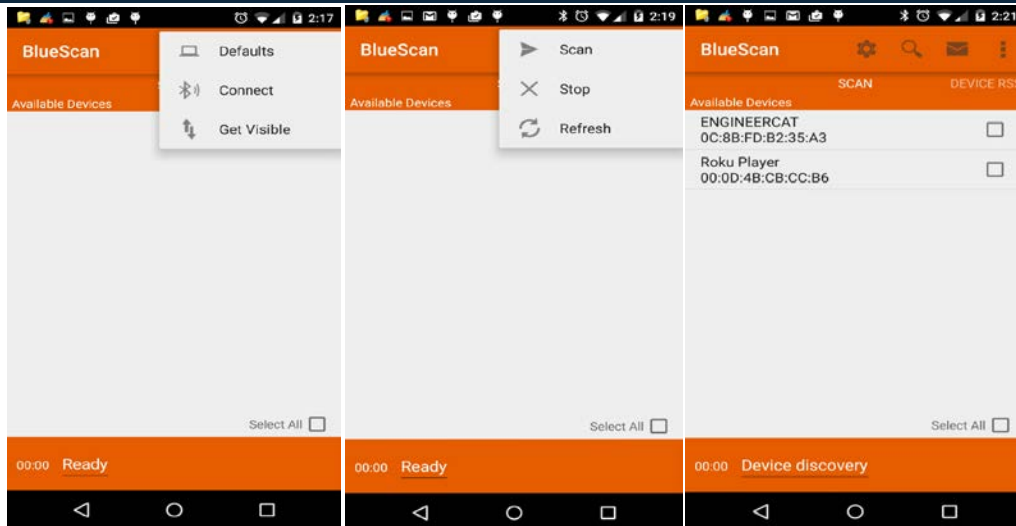 2:17
BlueScan
Defaults
Connect
Get Visible
Available Devices
Select All
00:00 Ready
2:19
BlueScan
Scan
Stop
Refresh
Available Devices
Select All
00:00 Ready
2:21
BlueScan
SCAN DEVICE RS
Available Devices
ENGINEERCAT
0C:8B:FD:B2:35:A3
Roku Player
00:0D:4B:CB:CC:B6
Select All
00:00 Device discovery